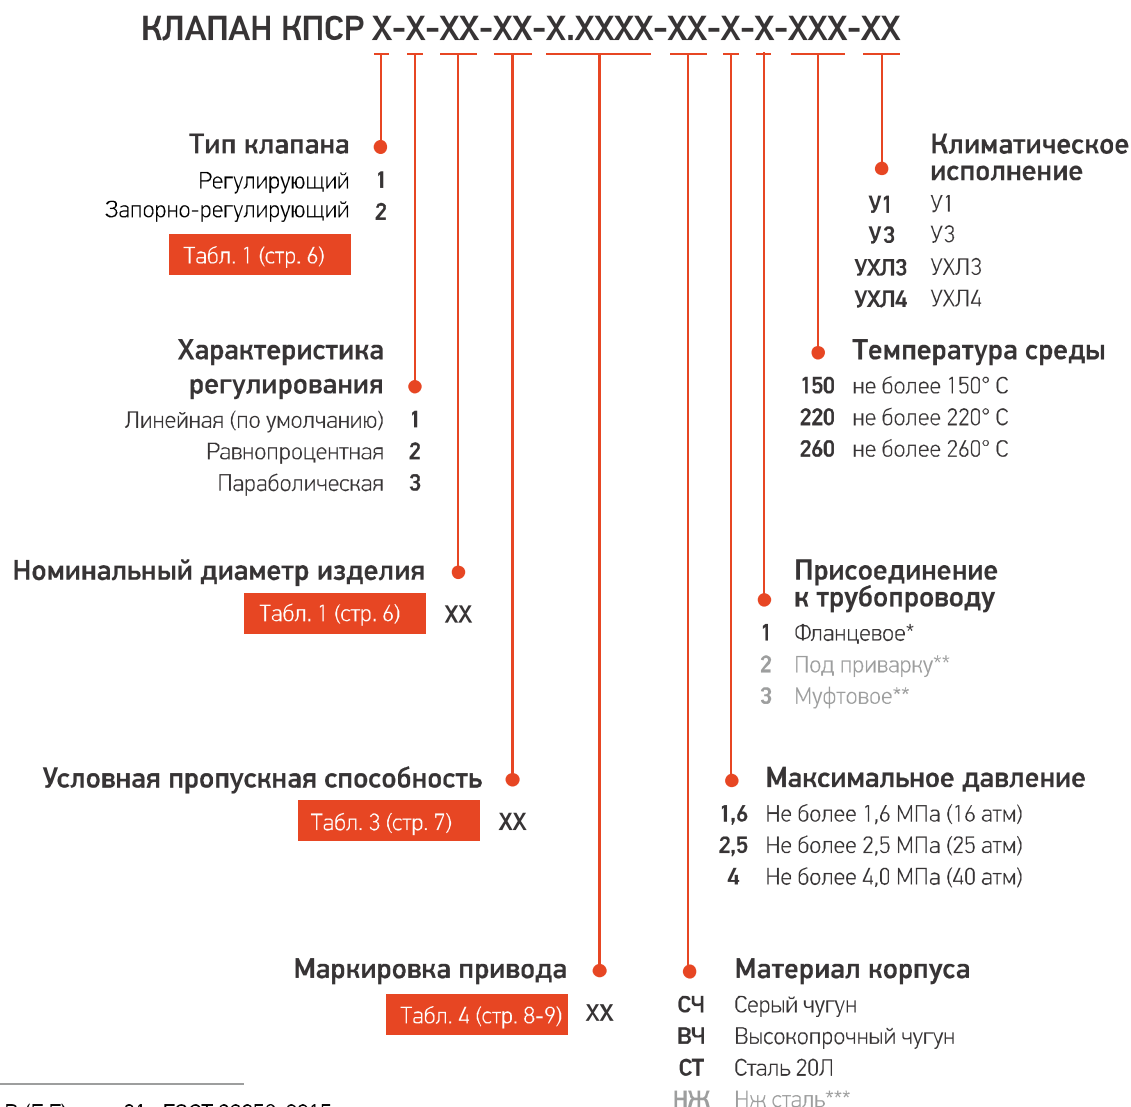 КЛАПАН КПСР X-X-XX-XX-X.XXXX-XX-X-X-XXX-XX
Тип клапана
Регулирующий 1
Запорно-регулирующий 2
Табл. 1 (стр. 6)
Климатическое
исполнение
У1 У1
У3 У3
УХЛ3 УХЛ3
УХЛ4 УХЛ4
Характеристика
регулирования
Линейная (по умолчанию) 1
Равнопроцентная 2
Параболическая 3
Температура среды
150 не более 150° С
220 не более 220° С
260 не более 260° С
Номинальный диаметр изделия
Табл. 1 (стр. 6) XX
Присоединение
к трубопроводу
1 Фланцевое*
2 Под приварку**
3 Муфтовое**
Условная пропускная способность
Табл. 3 (стр. 7) XX
Максимальное давление
1,6 Не более 1,6 МПа (16 атм)
2,5 Не более 2,5 МПа (25 атм)
4 Не более 4,0 МПа (40 атм)
Маркировка привода
Табл. 4 (стр. 8-9) XX
Материал корпуса
СЧ Серый чугун
ВЧ Высокопрочный чугун
СТ Сталь 20Л
НЖ Нж сталь***